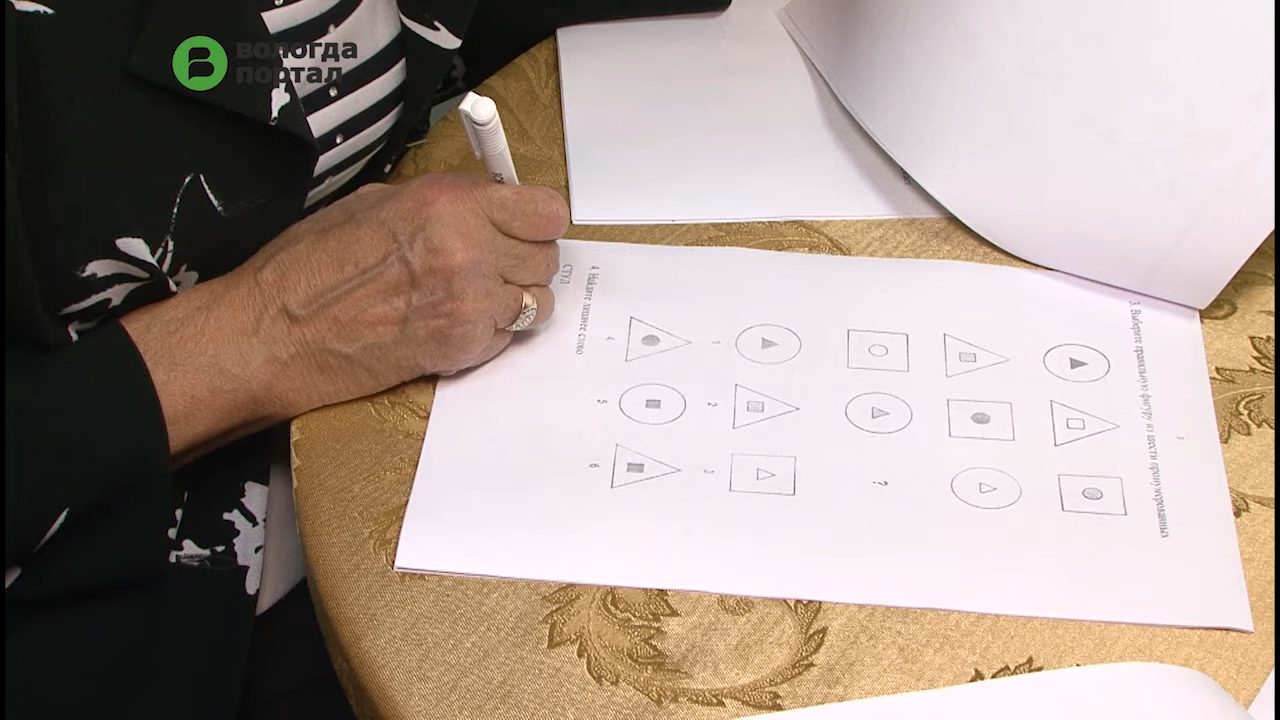 вологда
портал
3
3. Выберите правильную фигуру из шести пронумерованных
?
1 2 3
4 5 6
4. Найдите лишнее слово
СТУЛ